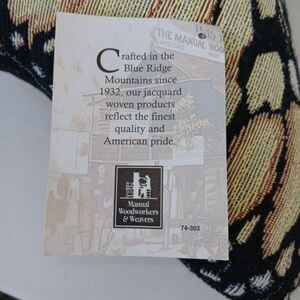 THE MANUAL WOO
Crafted in the
Blue Ridge
Mountains since
1932, our jacquard
woven products
reflect the finest
quality and
American pride.
Manual
Woodworkers
& Weavers
74-303